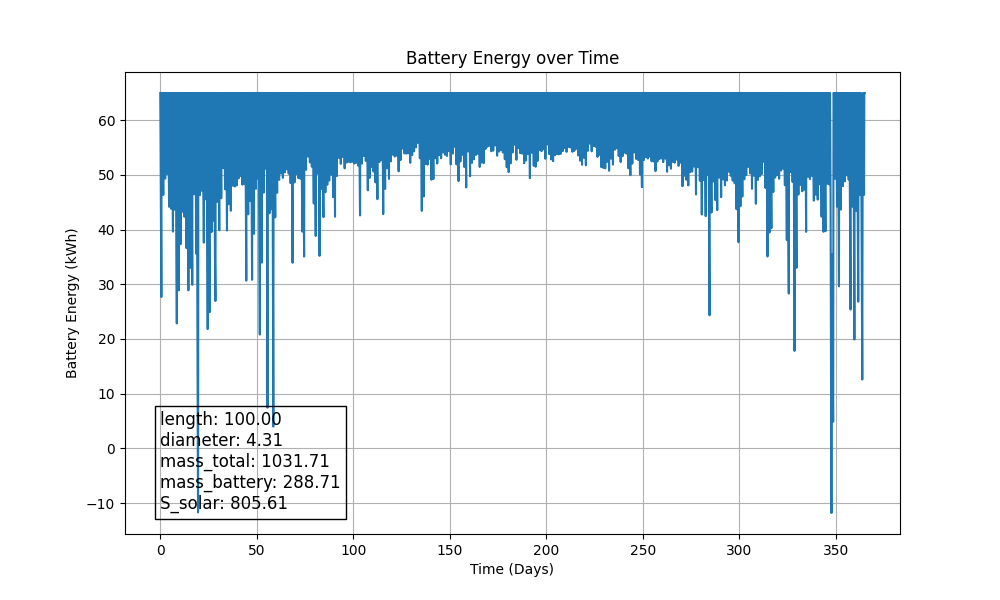 Battery Energy over Time
Battery Energy (kWh)
60
50
40
30
20
10
0
−10
length: 100.00
diameter: 4.31
mass_total: 1031.71
mass_battery: 288.71
S_solar: 805.61
0 50 100 150 200 250 300 350
Time (Days)